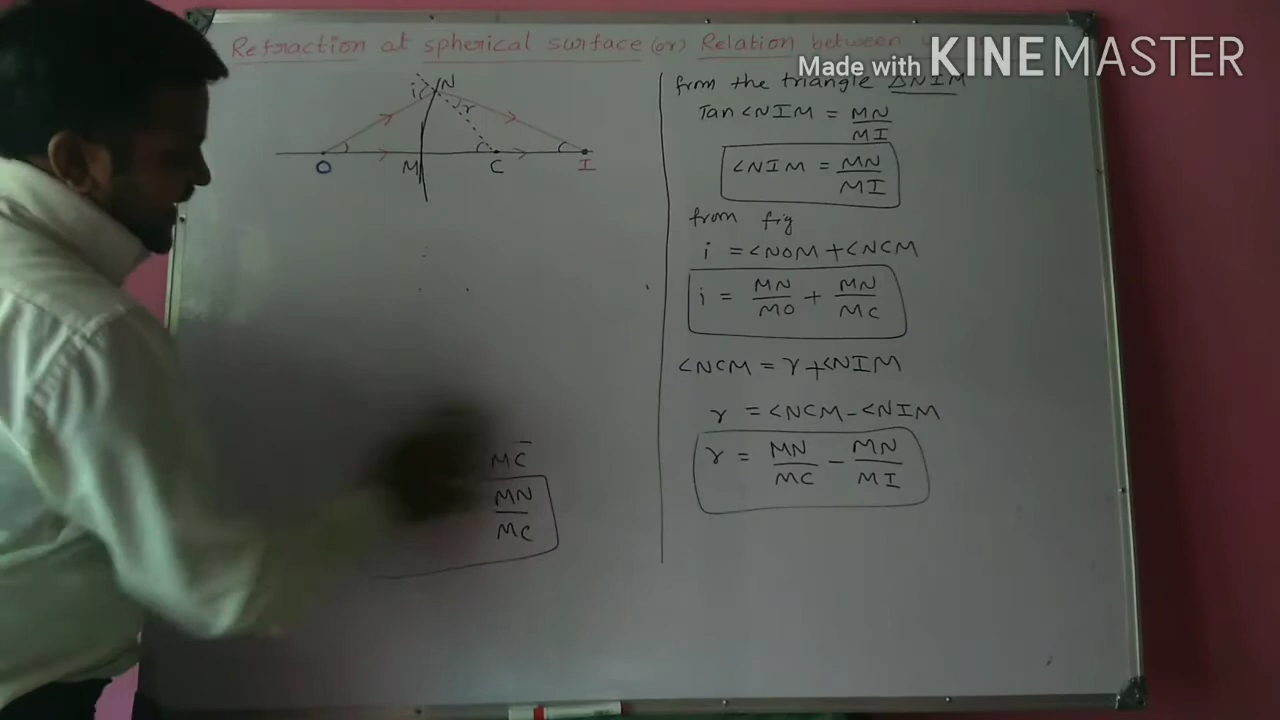 Refraction at spherical surface (or) Relation between
Made with KINEMASTER
i N
r
O M C I
MC
MN
MC
from the triangle △NIM
Tan <NIM = MN/MI
<NIM = MN/MI
from fig
i = <NOM + <NCM
i = MN/MO + MN/MC
<NCM = r + <NIM
r = <NCM - <NIM
r = MN/MC - MN/MI